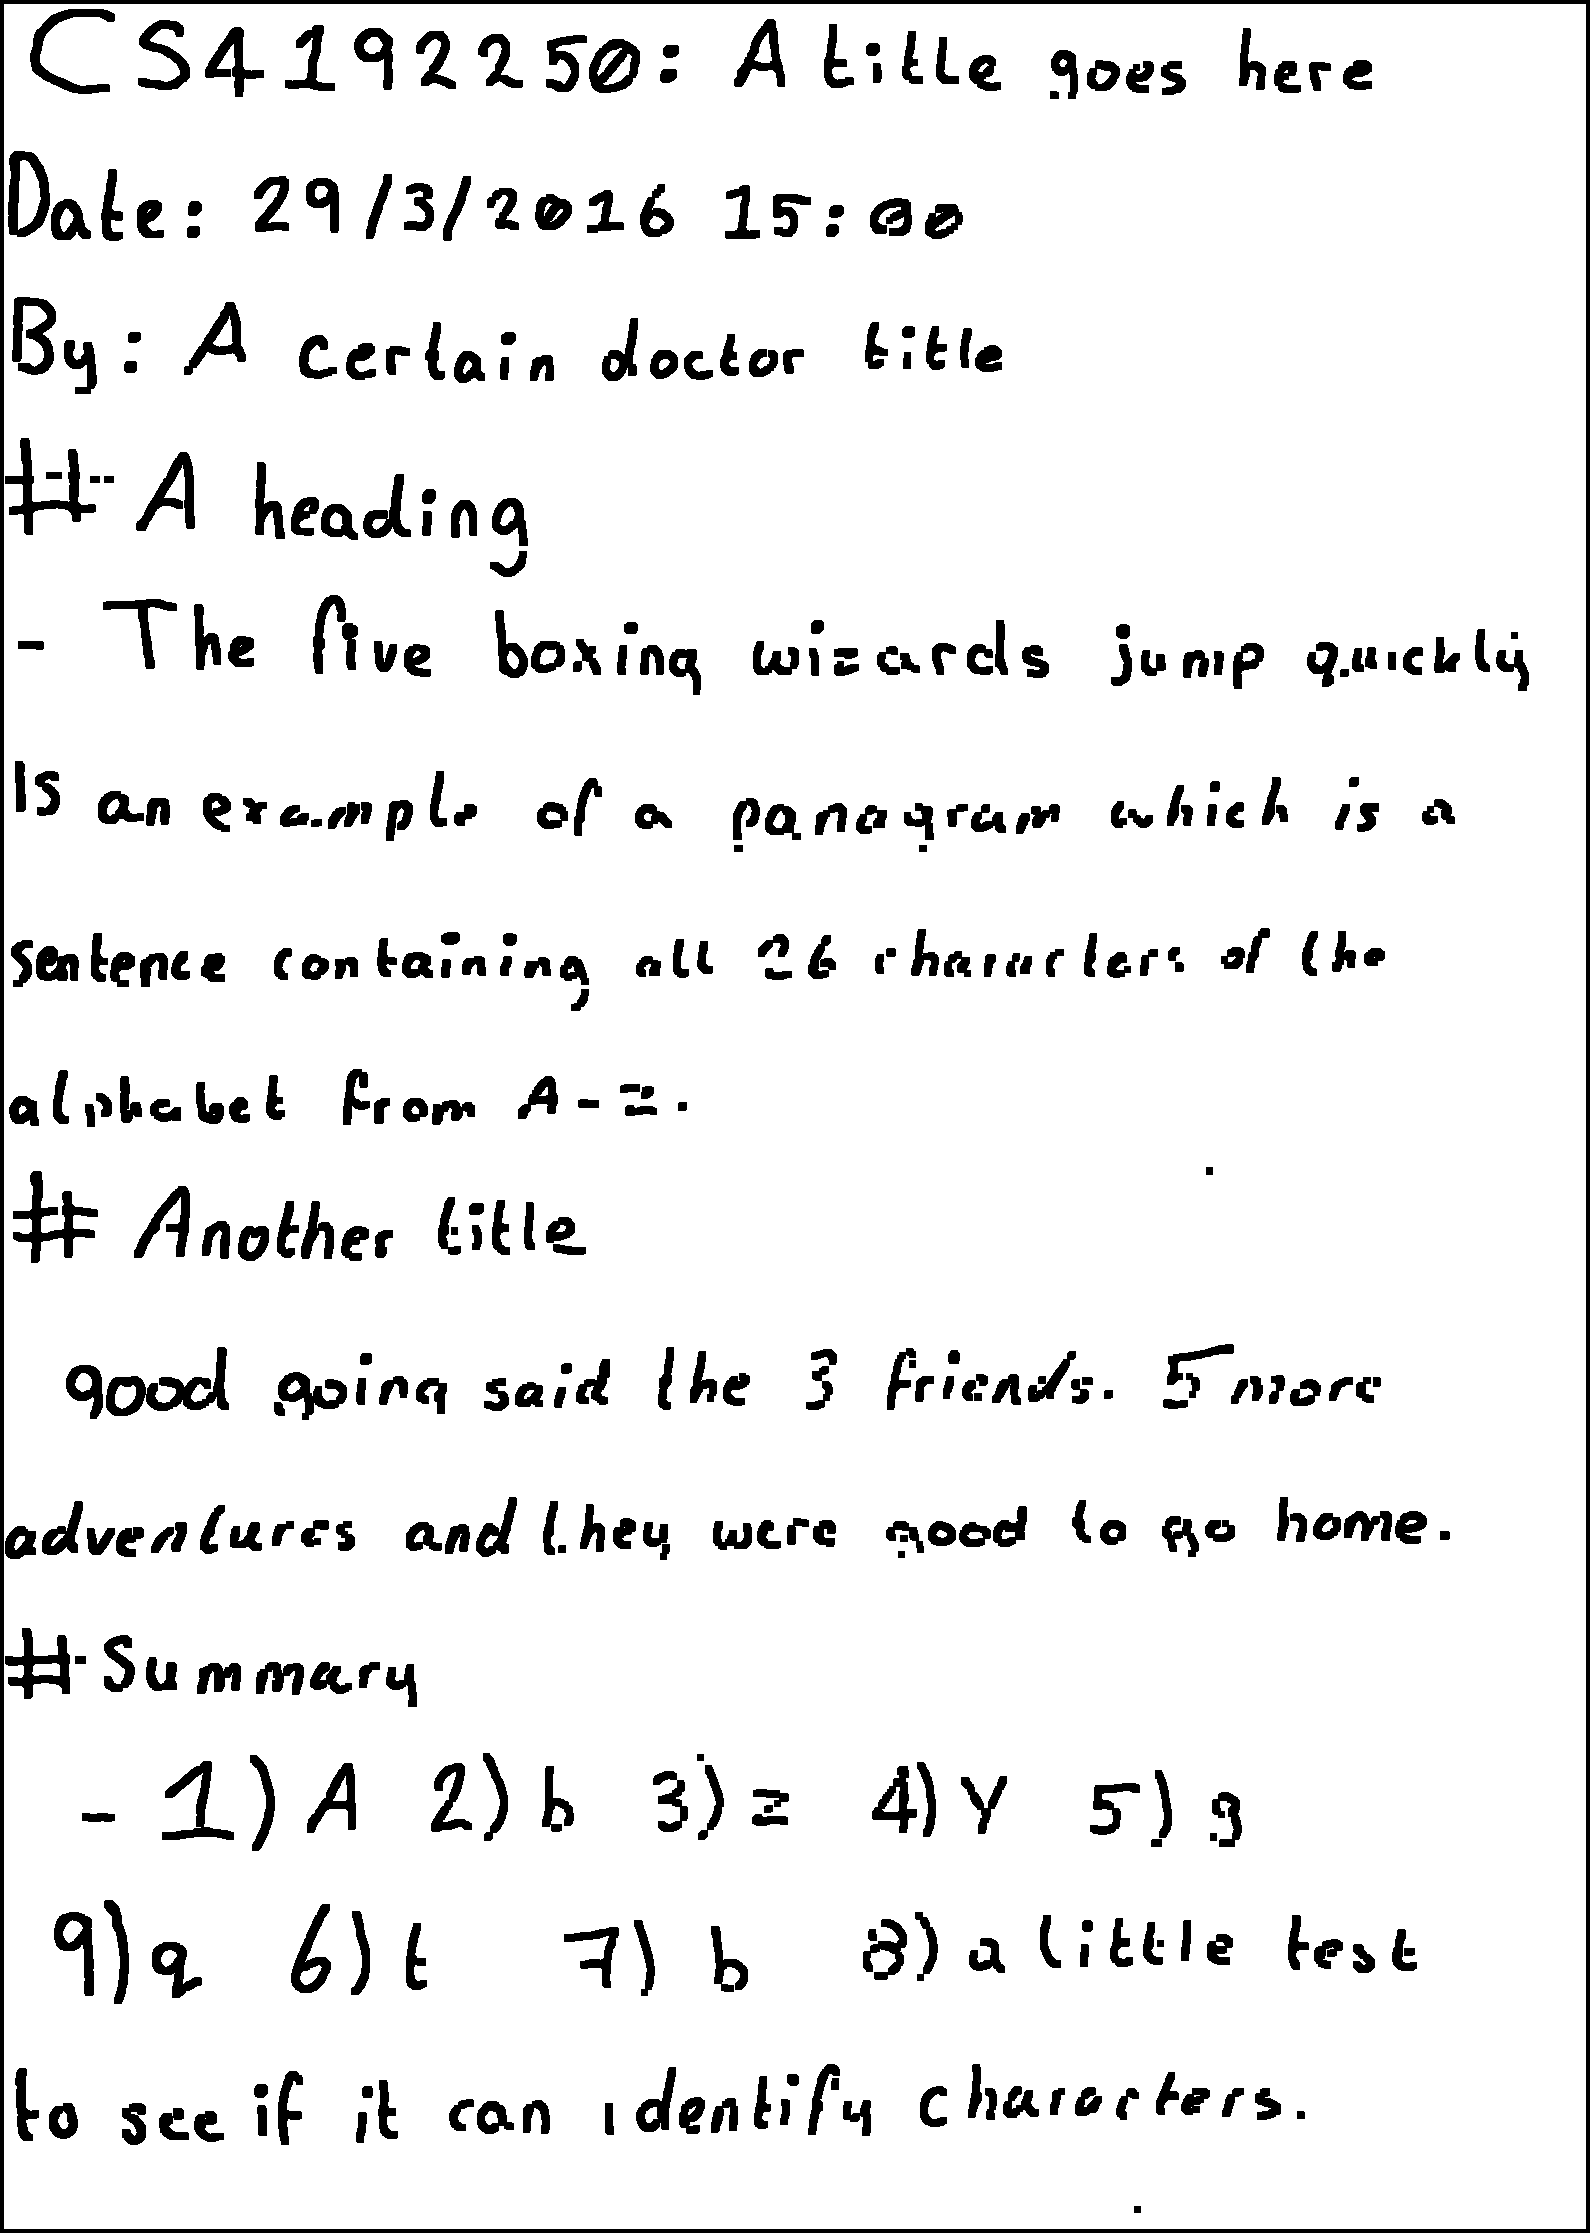 CS4192250: A title goes here
Date: 29/3/2016 15:00
By: A certain doctor title
# A heading
- The five boxing wizards jump quickly
Is an example of a panagram which is a
sentence containing all 26 characters of the
alphabet from A-z.
# Another title
good going said the 3 friends. 5 more
adventures and they were good to go home.
# Summary
- 1) A 2) b 3) z 4) Y 5) g
9) q 6) t 7) b 8) a little test
to see if it can identify characters.